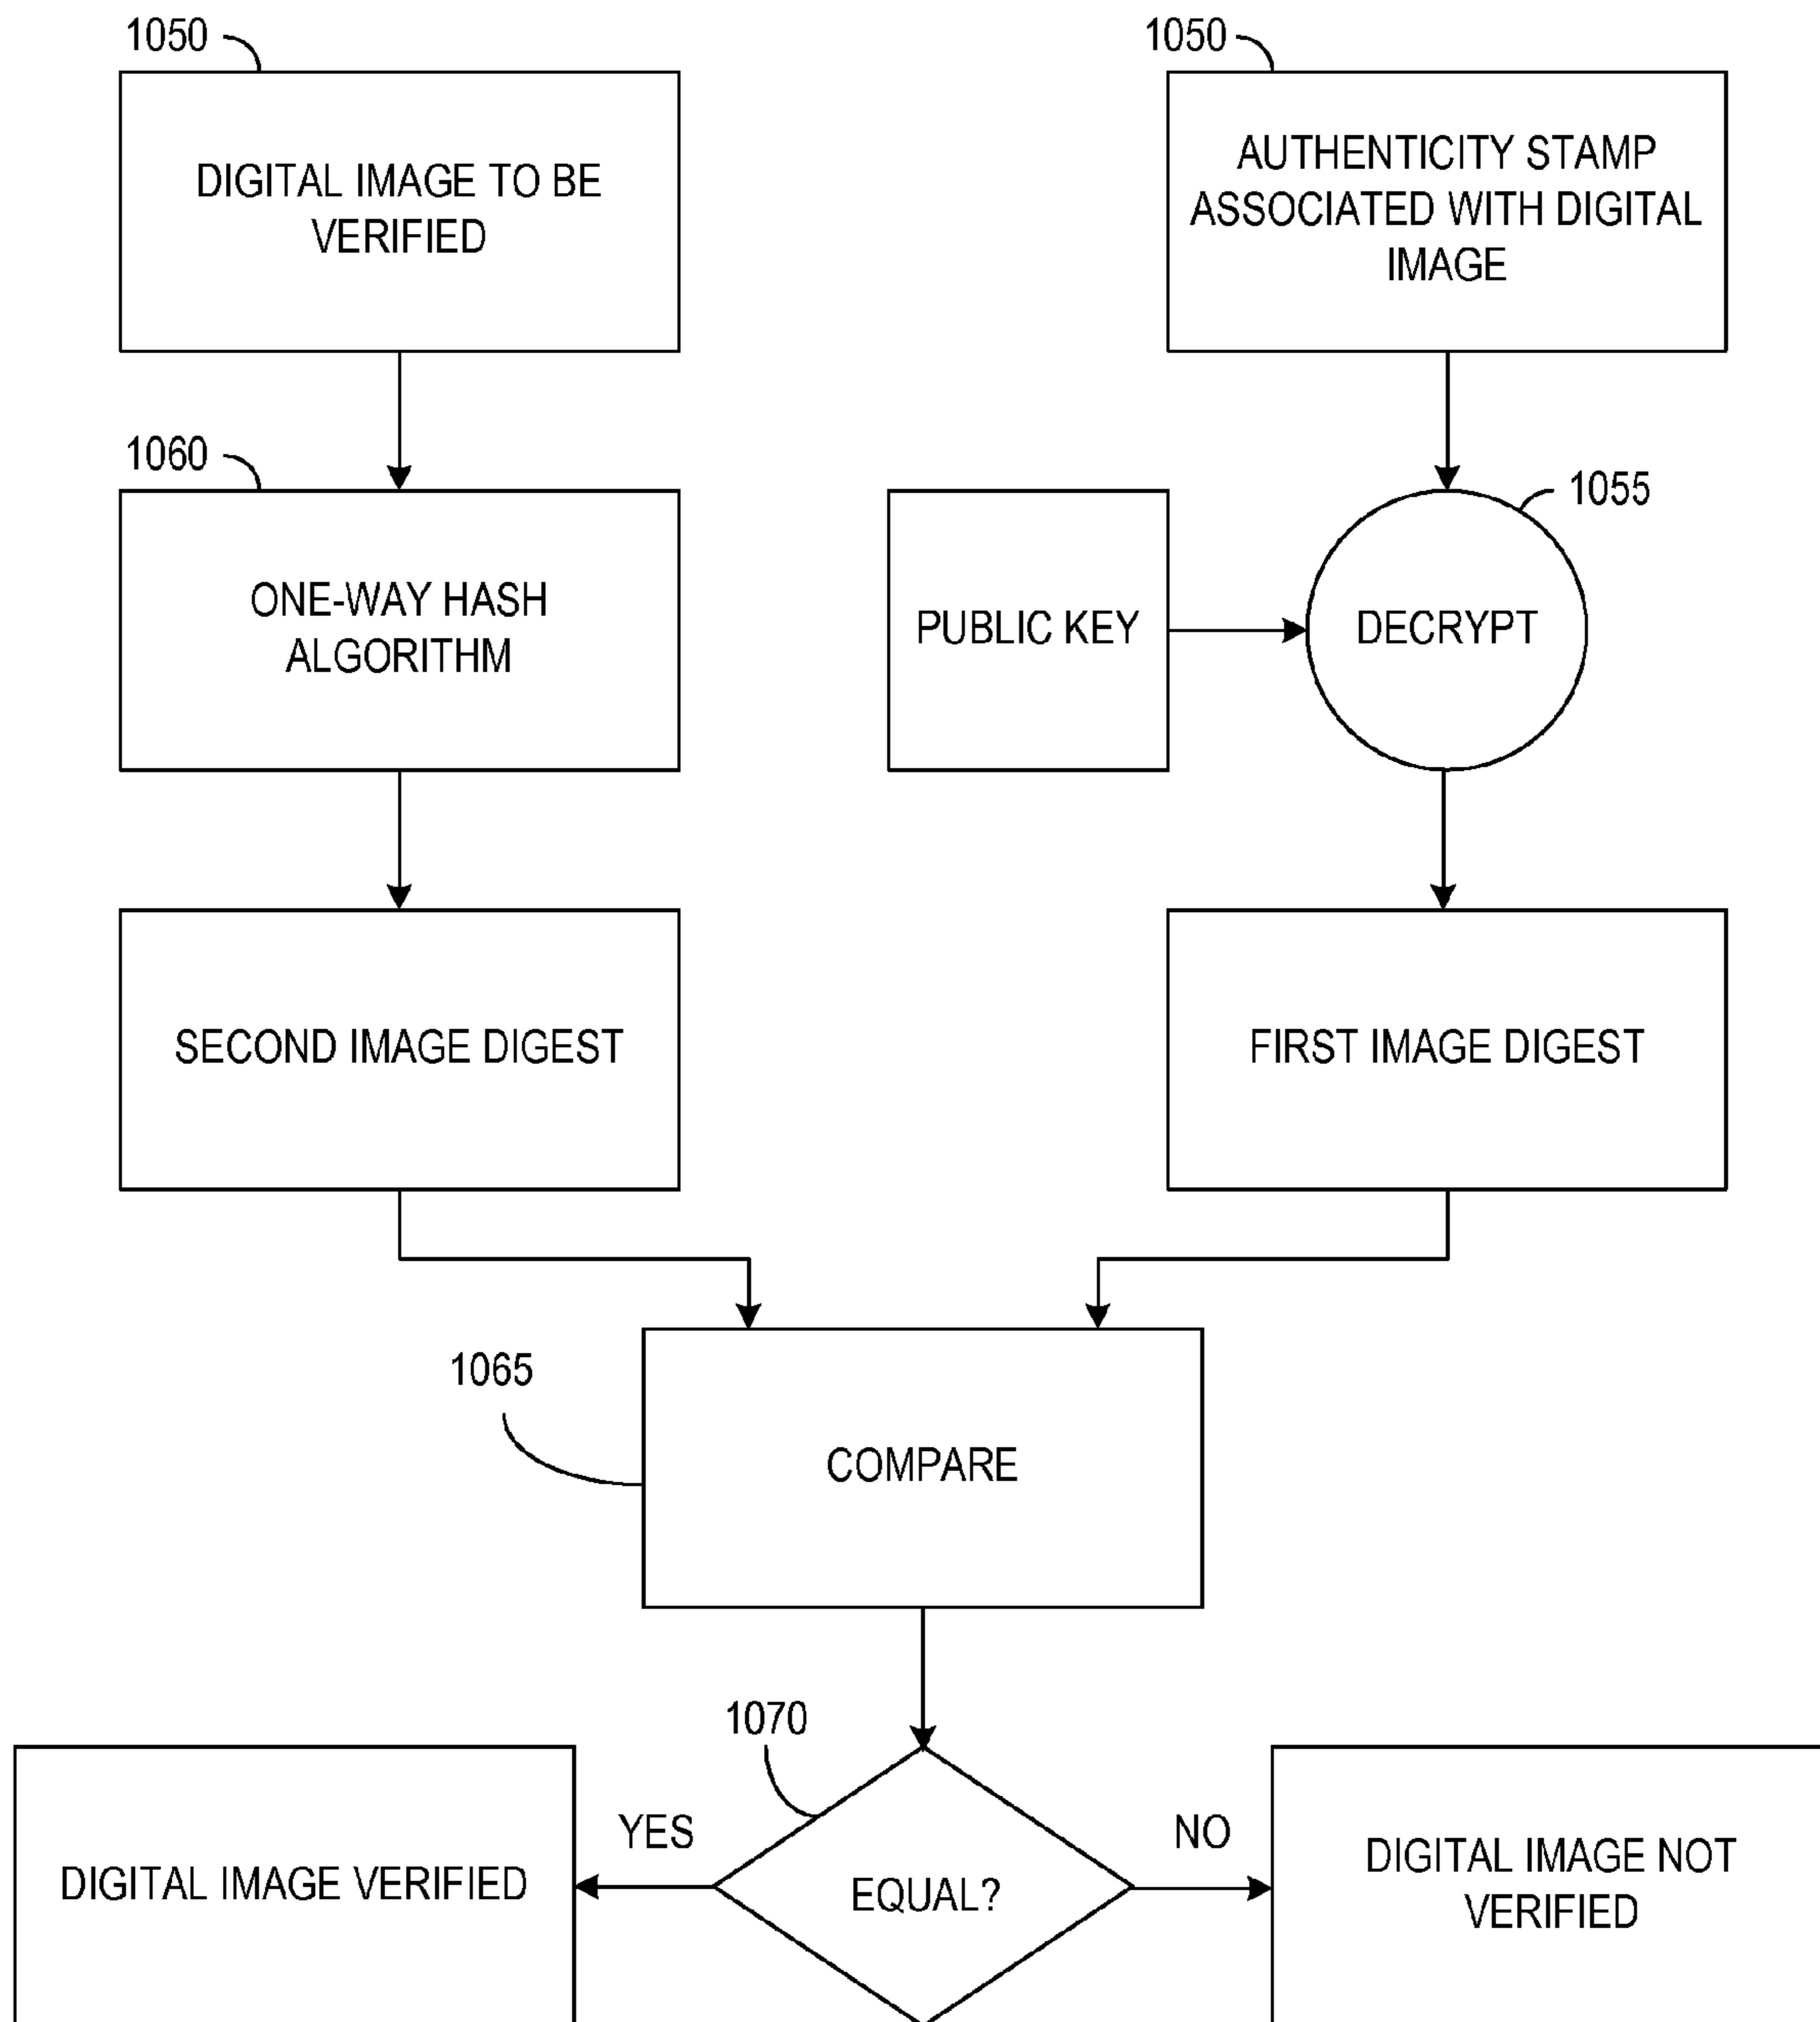 1050
DIGITAL IMAGE TO BE
VERIFIED
1050
AUTHENTICITY STAMP
ASSOCIATED WITH DIGITAL
IMAGE
1060
ONE-WAY HASH
ALGORITHM
PUBLIC KEY
1055
DECRYPT
SECOND IMAGE DIGEST
FIRST IMAGE DIGEST
1065
COMPARE
1070
YES
NO
DIGITAL IMAGE VERIFIED
EQUAL?
DIGITAL IMAGE NOT
VERIFIED